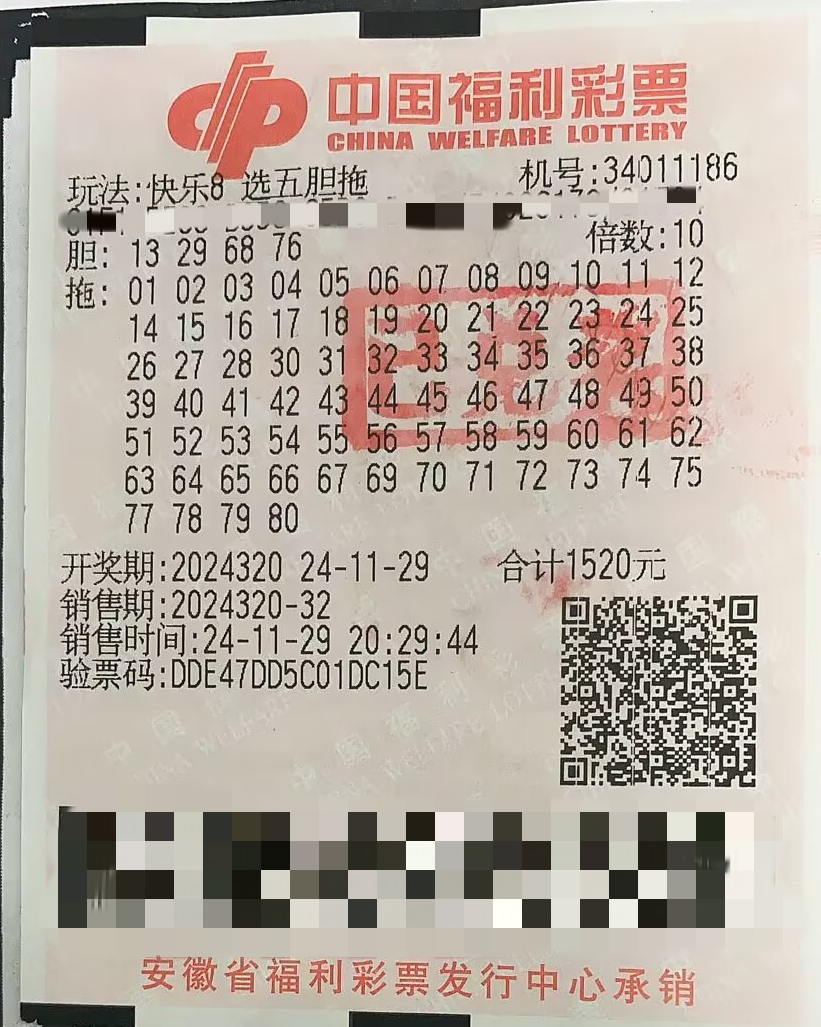 中国福利彩票
CHINA WELFARE LOTTERY
玩法:快乐8 选五胆拖 机号:34011186
倍数:10
胆: 13 29 68 76
拖: 01 02 03 04 05 06 07 08 09 10 11 12
14 15 16 17 18 19 20 21 22 23 24 25
26 27 28 30 31 32 33 34 35 36 37 38
39 40 41 42 43 44 45 46 47 48 49 50
51 52 53 54 55 56 57 58 59 60 61 62
63 64 65 66 67 69 70 71 72 73 74 75
77 78 79 80
开奖期:2024320 24-11-29 合计1520元
销售期:2024320-32
销售时间:24-11-29 20:29:44
验票码:DDE47DD5C01DC15E
安徽省福利彩票发行中心承销